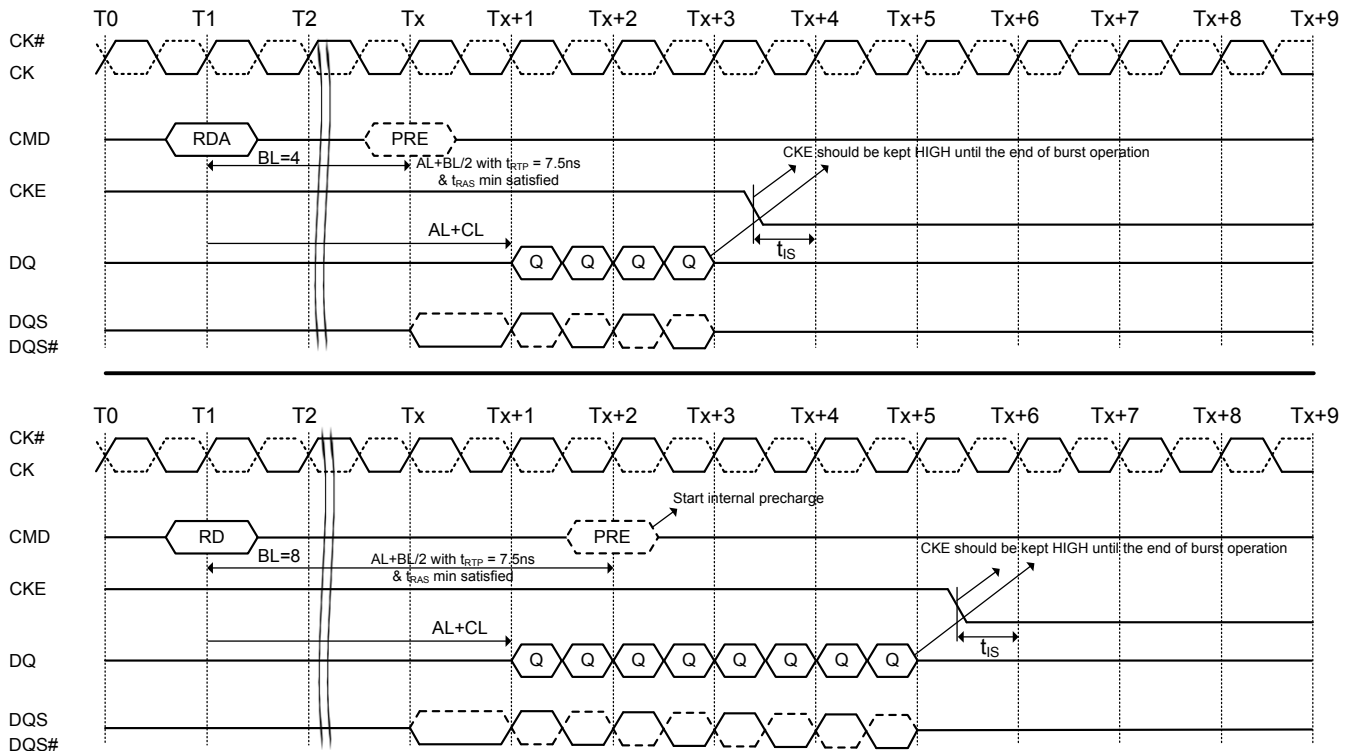 T0 T1 T2 Tx Tx+1 Tx+2 Tx+3 Tx+4 Tx+5 Tx+6 Tx+7 Tx+8 Tx+9
CK#
CK
CMD RDA PRE
BL=4 AL+BL/2 with tRTP = 7.5ns
& tRAS min satisfied
CKE should be kept HIGH until the end of burst operation
CKE
AL+CL
tIS
DQ Q Q Q Q
DQS
DQS#
T0 T1 T2 Tx Tx+1 Tx+2 Tx+3 Tx+4 Tx+5 Tx+6 Tx+7 Tx+8 Tx+9
CK#
CK
Start internal precharge
CMD RD PRE
CKE should be kept HIGH until the end of burst operation
BL=8 AL+BL/2 with tRTP = 7.5ns
& tRAS min satisfied
CKE
AL+CL
tIS
DQ Q Q Q Q Q Q Q Q
DQS
DQS#